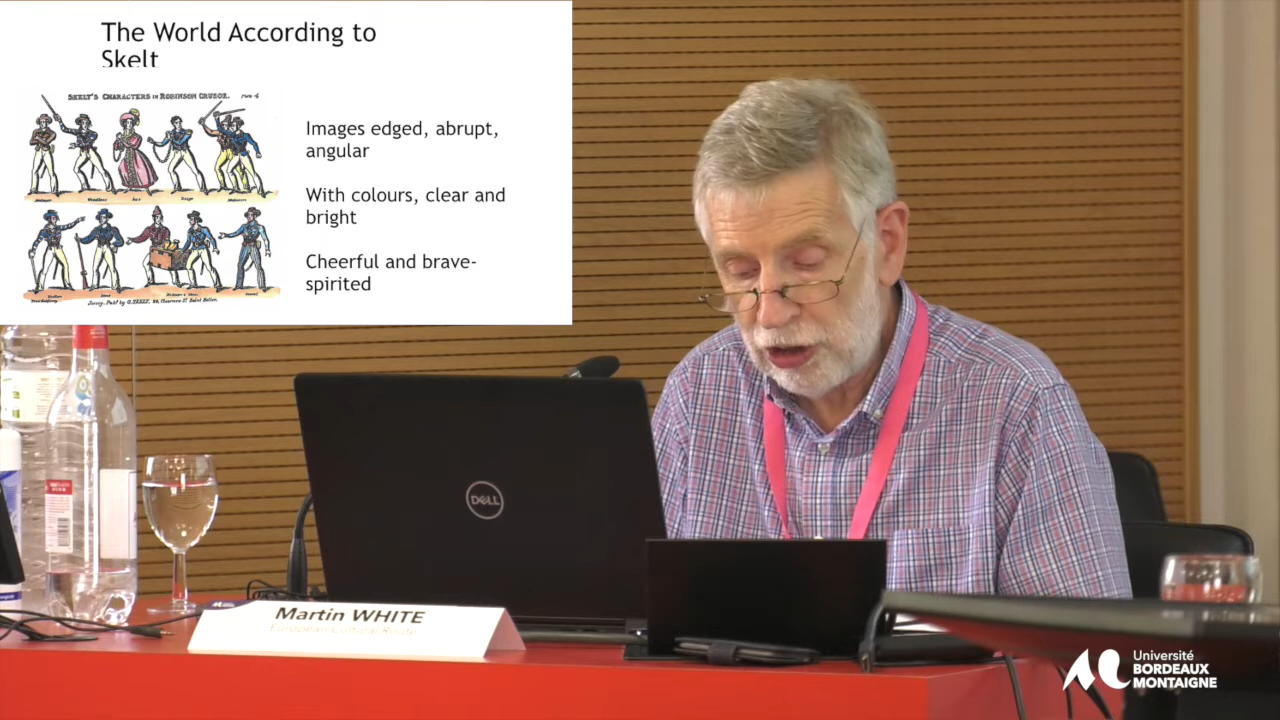 The World According to
Skelt
SKELT'S CHARACTERS IN ROBINSON CRUSOE.
Images edged, abrupt,
angular
With colours, clear and
bright
Cheerful and brave-
spirited
DELL
Martin WHITE
European Cultural Route
Université
BORDEAUX
MONTAIGNE